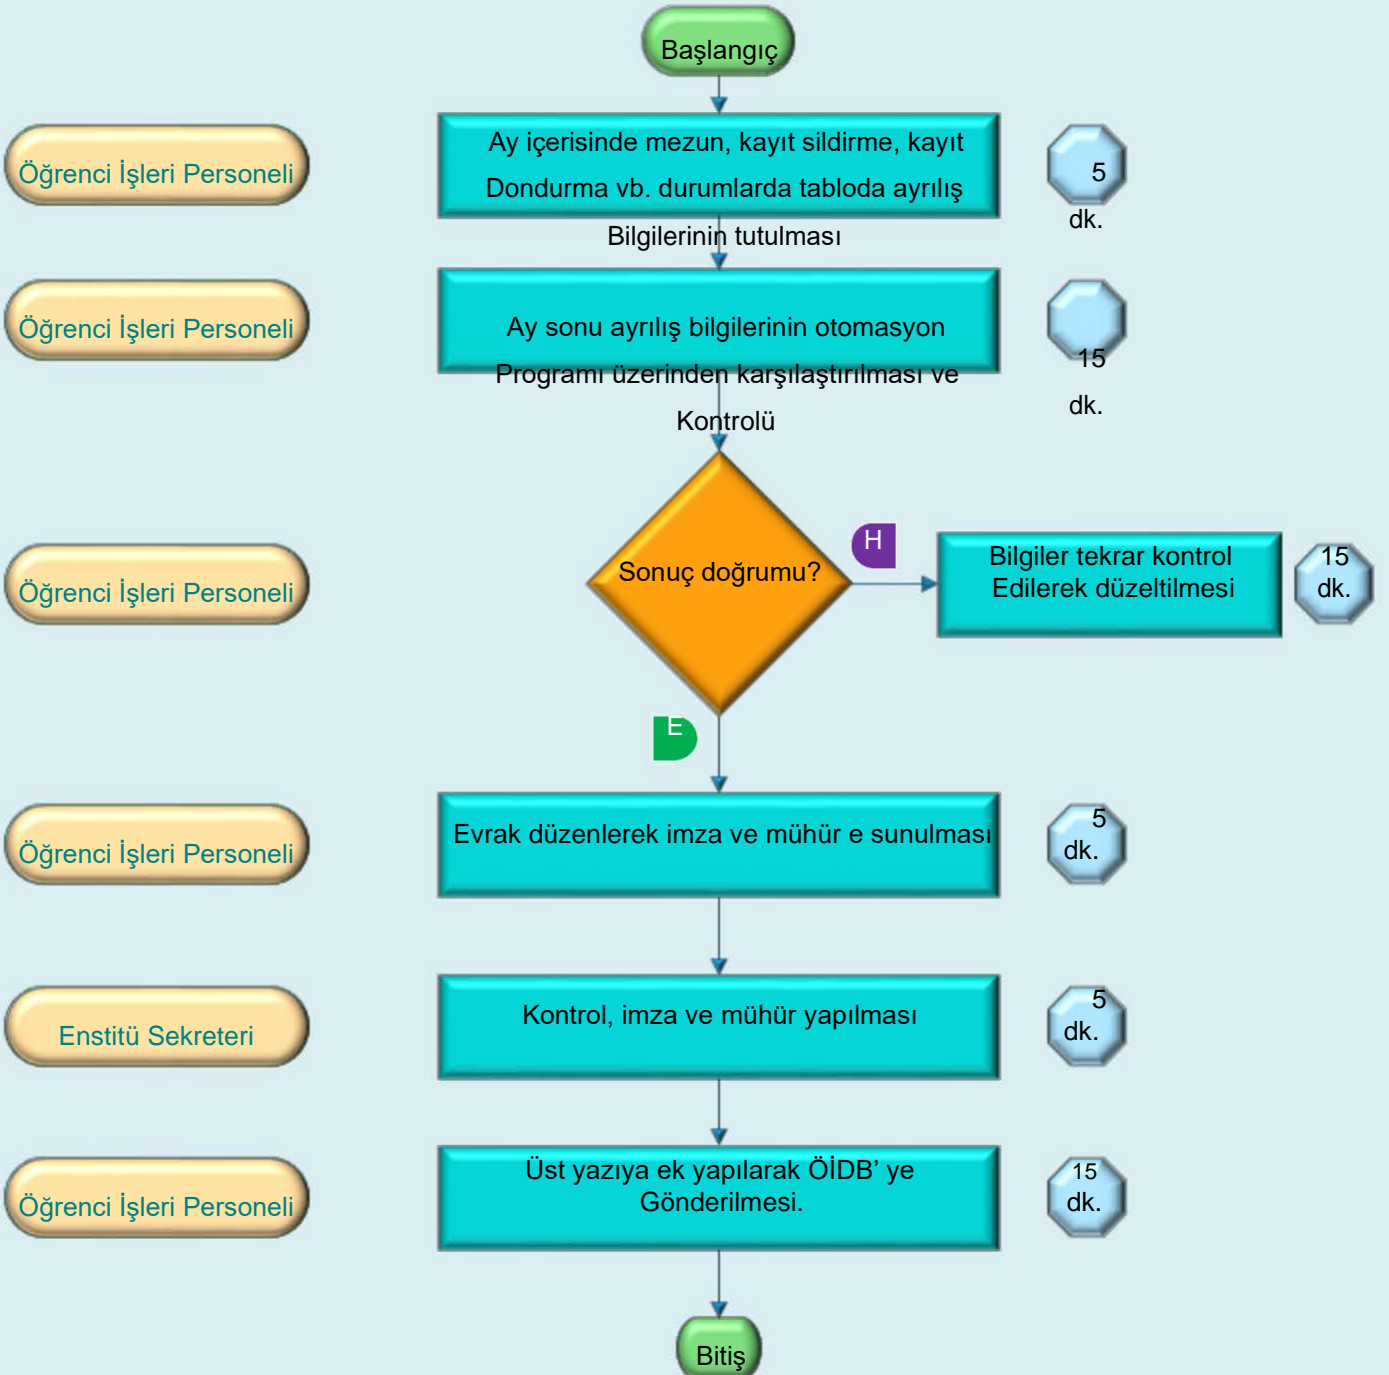 Başlangıç
Öğrenci İşleri Personeli
Ay içerisinde mezun, kayıt sildirme, kayıt
Dondurma vb. durumlarda tabloda ayrılış
Bilgilerinin tutulması
5
dk.
Öğrenci İşleri Personeli
Ay sonu ayrılış bilgilerinin otomasyon
Programı üzerinden karşılaştırılması ve
Kontrolü
15
dk.
Öğrenci İşleri Personeli
Sonuç doğrumu?
H
Bilgiler tekrar kontrol
Edilerek düzeltilmesi
15
dk.
E
Öğrenci İşleri Personeli
Evrak düzenlerek imza ve mühür e sunulması
5
dk.
Enstitü Sekreteri
Kontrol, imza ve mühür yapılması
5
dk.
Öğrenci İşleri Personeli
Üst yazıya ek yapılarak ÖİDB’ ye
Gönderilmesi.
15
dk.
Bitiş